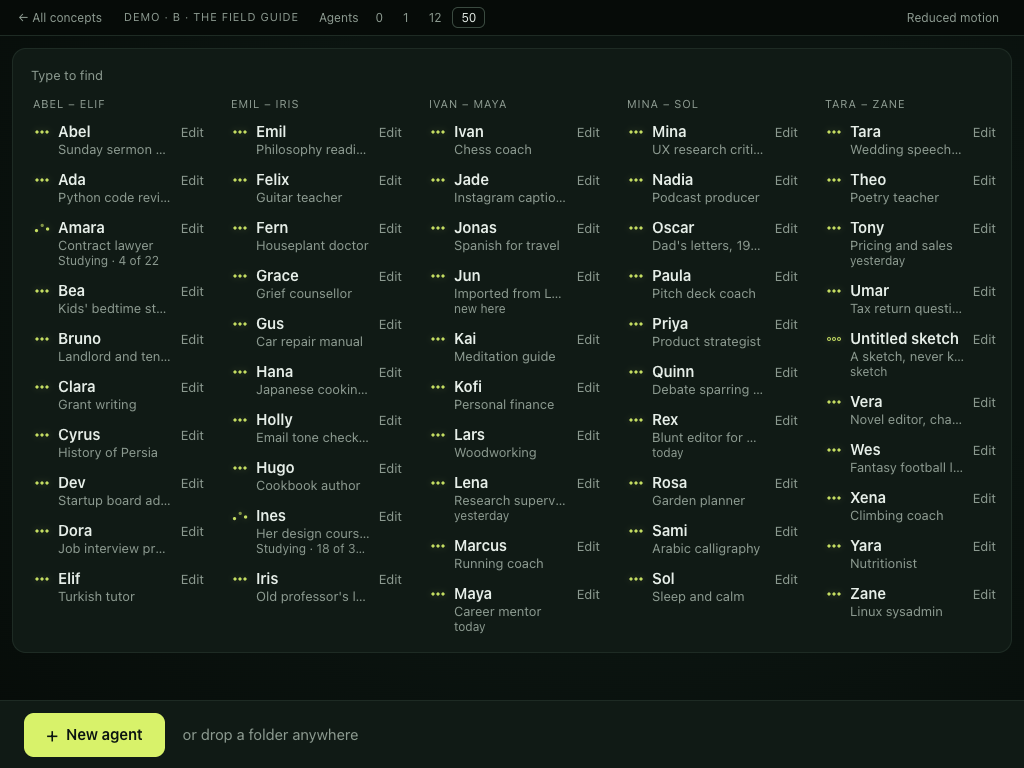 ← All concepts
DEMO · B · THE FIELD GUIDE
Agents 0 1 12 50
Reduced motion
Type to find
ABEL – ELIF
Abel Edit
Sunday sermon ...
Ada Edit
Python code revi...
Amara Edit
Contract lawyer
Studying · 4 of 22
Bea Edit
Kids' bedtime st...
Bruno Edit
Landlord and ten...
Clara Edit
Grant writing
Cyrus Edit
History of Persia
Dev Edit
Startup board ad...
Dora Edit
Job interview pr...
Elif Edit
Turkish tutor
EMIL – IRIS
Emil Edit
Philosophy readi...
Felix Edit
Guitar teacher
Fern Edit
Houseplant doctor
Grace Edit
Grief counsellor
Gus Edit
Car repair manual
Hana Edit
Japanese cookin...
Holly Edit
Email tone check...
Hugo Edit
Cookbook author
Ines Edit
Her design cours...
Studying · 18 of 3...
Iris Edit
Old professor's l...
IVAN – MAYA
Ivan Edit
Chess coach
Jade Edit
Instagram captio...
Jonas Edit
Spanish for travel
Jun Edit
Imported from L...
new here
Kai Edit
Meditation guide
Kofi Edit
Personal finance
Lars Edit
Woodworking
Lena Edit
Research superv...
yesterday
Marcus Edit
Running coach
Maya Edit
Career mentor
today
MINA – SOL
Mina Edit
UX research criti...
Nadia Edit
Podcast producer
Oscar Edit
Dad's letters, 19...
Paula Edit
Pitch deck coach
Priya Edit
Product strategist
Quinn Edit
Debate sparring ...
Rex Edit
Blunt editor for ...
today
Rosa Edit
Garden planner
Sami Edit
Arabic calligraphy
Sol Edit
Sleep and calm
TARA – ZANE
Tara Edit
Wedding speech...
Theo Edit
Poetry teacher
Tony Edit
Pricing and sales
yesterday
Umar Edit
Tax return questi...
Untitled sketch Edit
A sketch, never k...
sketch
Vera Edit
Novel editor, cha...
Wes Edit
Fantasy football l...
Xena Edit
Climbing coach
Yara Edit
Nutritionist
Zane Edit
Linux sysadmin
+ New agent
or drop a folder anywhere